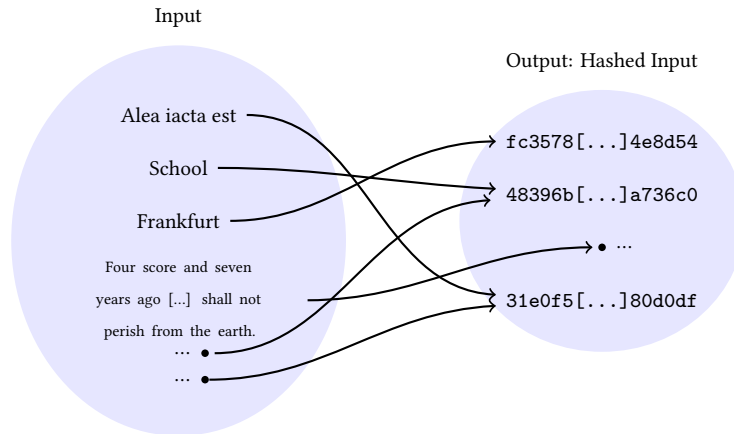 Input
Output: Hashed Input
Alea iacta est
fc3578[...]4e8d54
School
48396b[...]a736c0
Frankfurt
...
Four score and seven
years ago [...] shall not
perish from the earth.
31e0f5[...]80d0df
...
...